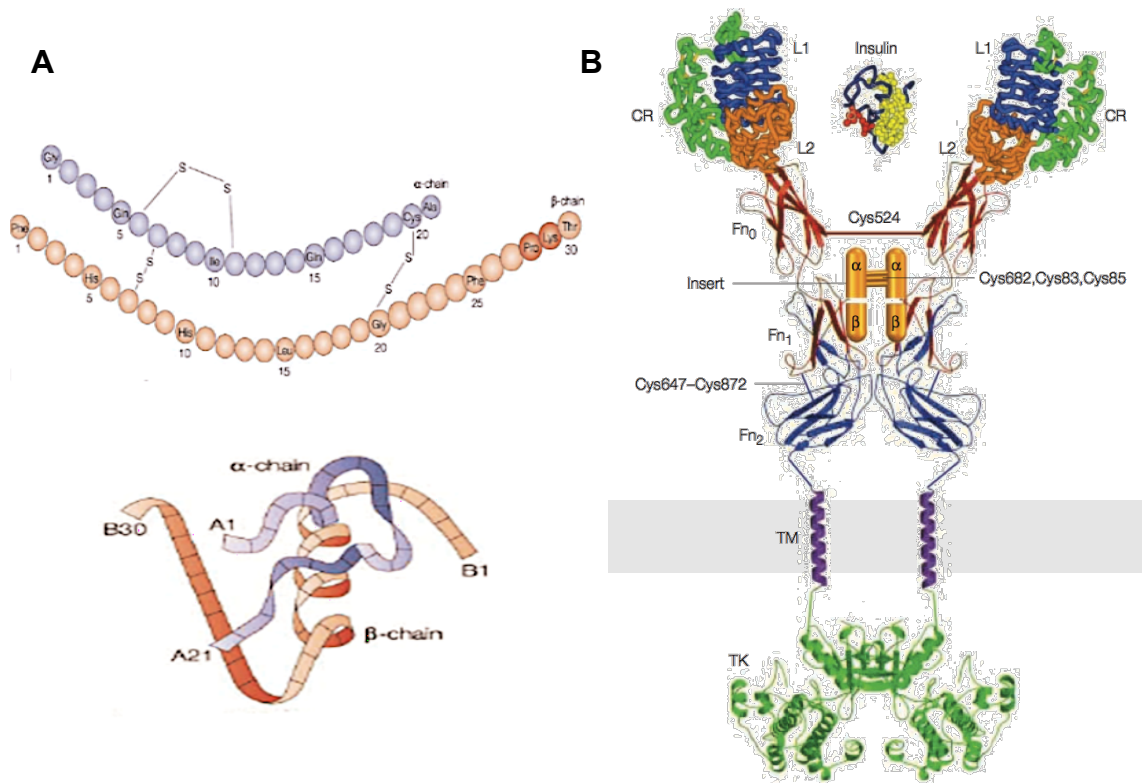 A
Gly
1
Gln
5
S
S
Ile
10
Gln
15
α-chain
Cys
20
Ala
β-chain
Phe
1
His
5
S
S
His
10
Leu
15
S
S
Gly
20
Phe
25
Pro
Lys
Thr
30
α-chain
B30
A1
B1
A21
β-chain
B
L1
Insulin
L1
CR
CR
L2
L2
Cys524
Fn0
α
α
Insert
Cys682,Cys83,Cys85
β
β
Fn1
Cys647–Cys872
Fn2
TM
TK